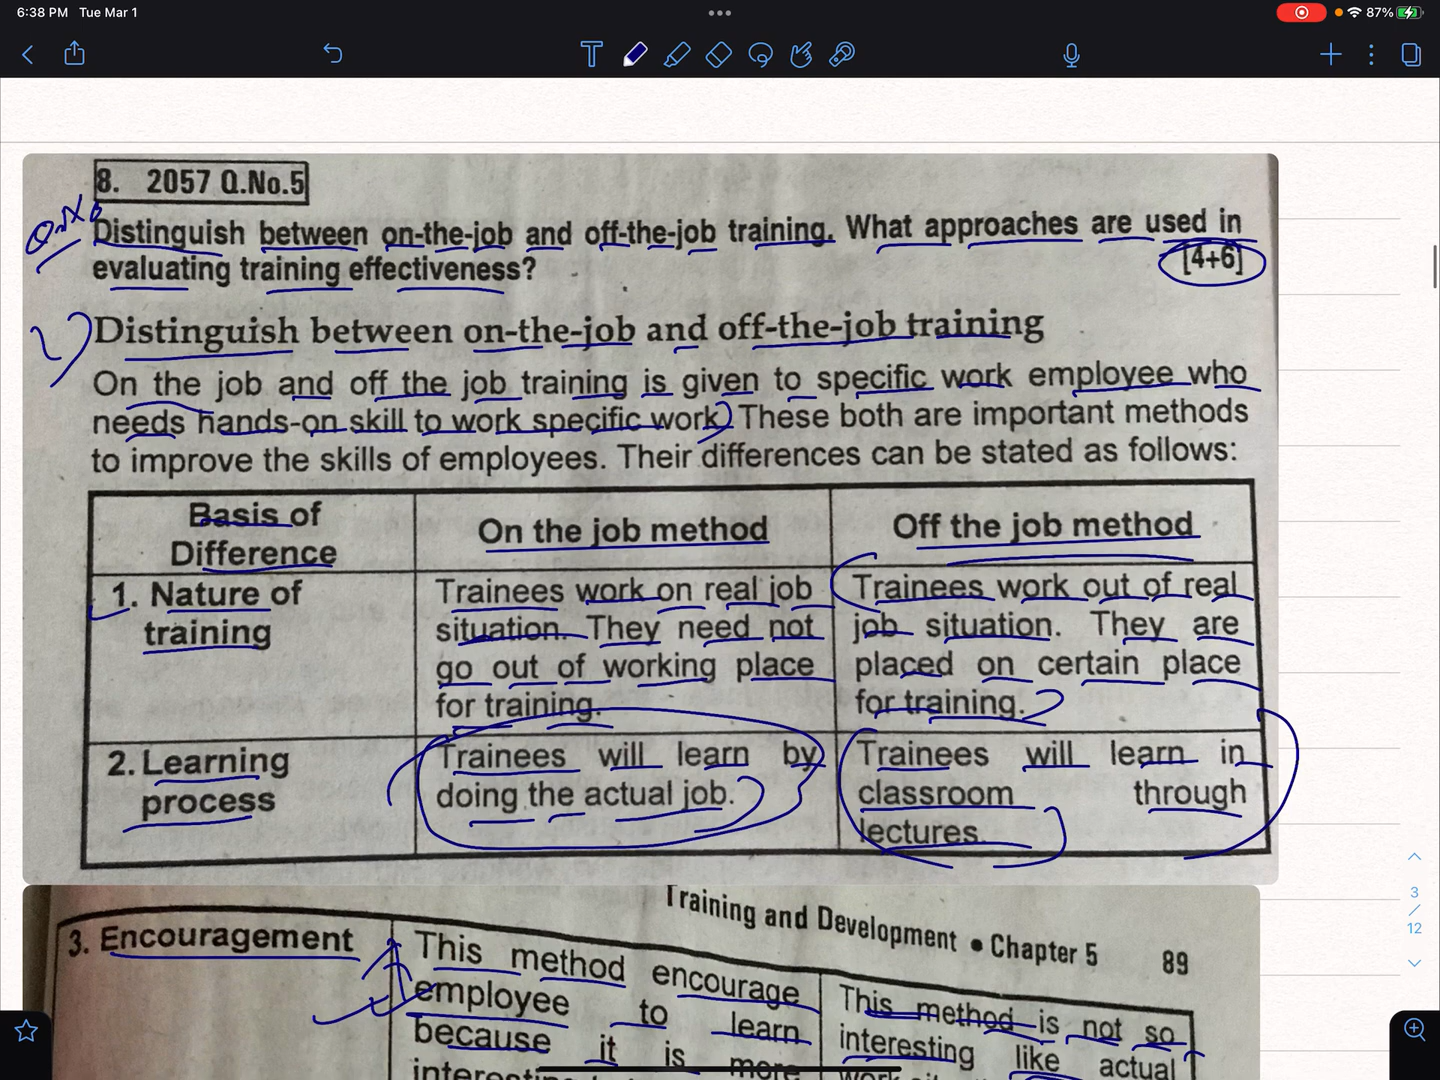 6:38 PM Tue Mar 1
87%
8. 2057 Q.No.5
Distinguish between on-the-job and off-the-job training. What approaches are used in
evaluating training effectiveness? [4+6]
Distinguish between on-the-job and off-the-job training
On the job and off the job training is given to specific work employee who
needs hands-on skill to work specific work. These both are important methods
to improve the skills of employees. Their differences can be stated as follows:
Basis of
Difference
On the job method
Off the job method
1. Nature of
training
Trainees work on real job
situation. They need not
go out of working place
for training.
Trainees work out of real
job situation. They are
placed on certain place
for training.
2. Learning
process
Trainees will learn by
doing the actual job.
Trainees will learn in
classroom through
lectures.
Training and Development • Chapter 5 89
3. Encouragement
This method encourage
employee to learn
because it is more
This method is not so
interesting like actual
3
/
12